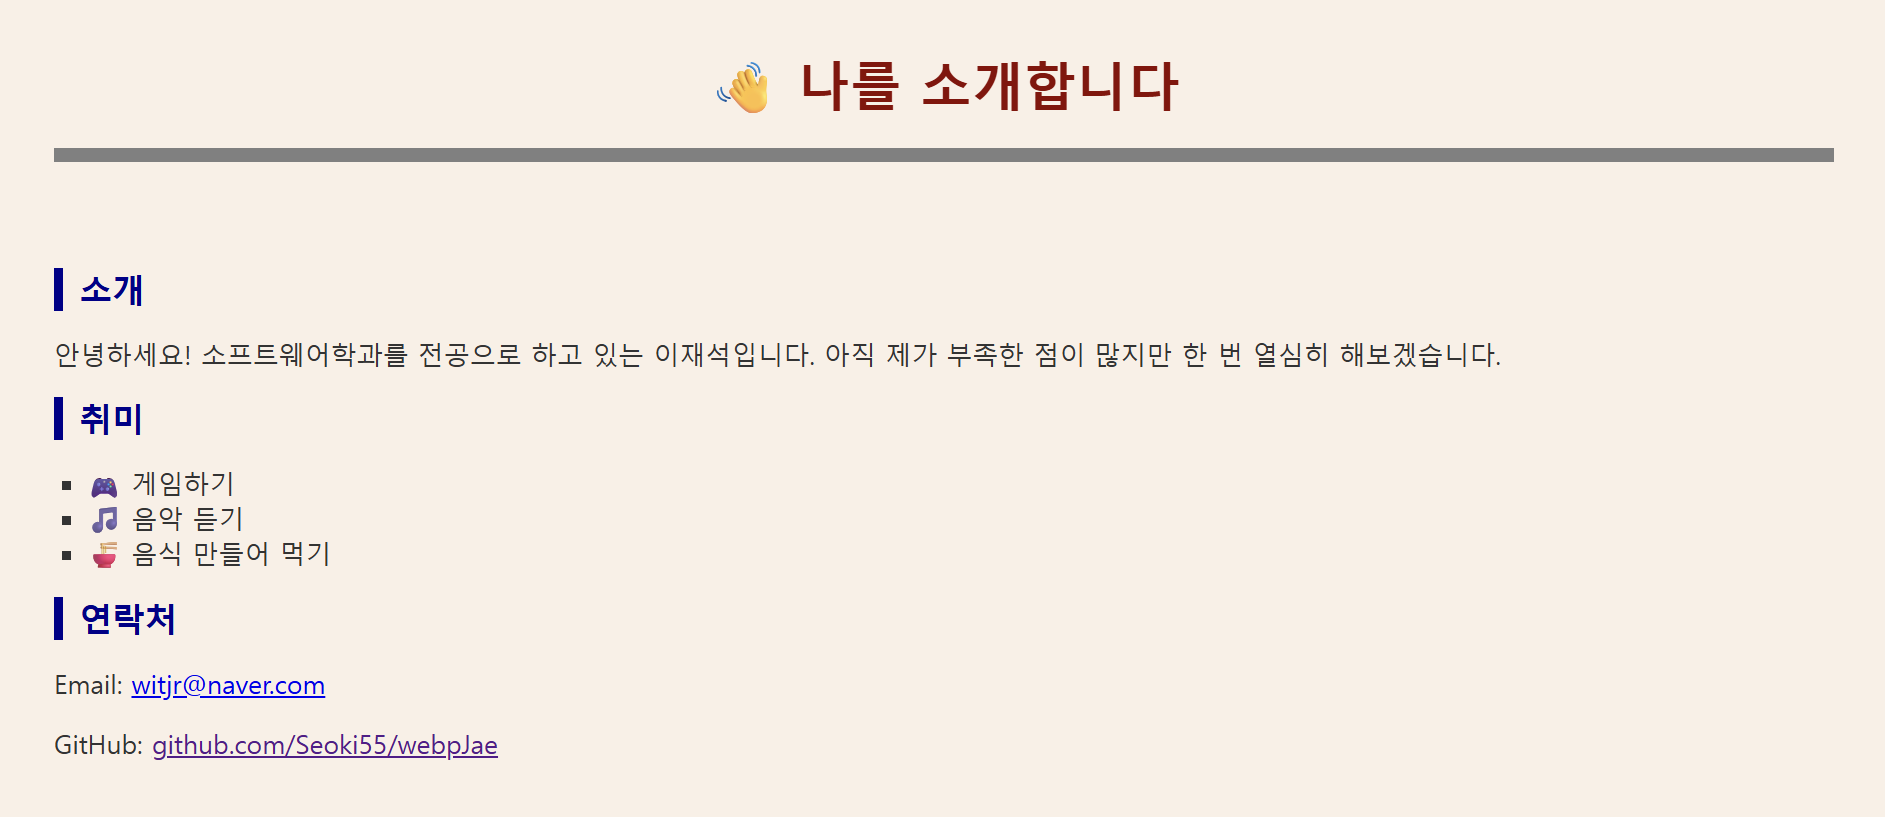 👋 나를 소개합니다
소개
안녕하세요! 소프트웨어학과를 전공으로 하고 있는 이재석입니다. 아직 제가 부족한 점이 많지만 한 번 열심히 해보겠습니다.
취미
🎮 게임하기
🎵 음악 듣기
🍜 음식 만들어 먹기
연락처
Email: witjr@naver.com
GitHub: github.com/Seoki55/webpJae